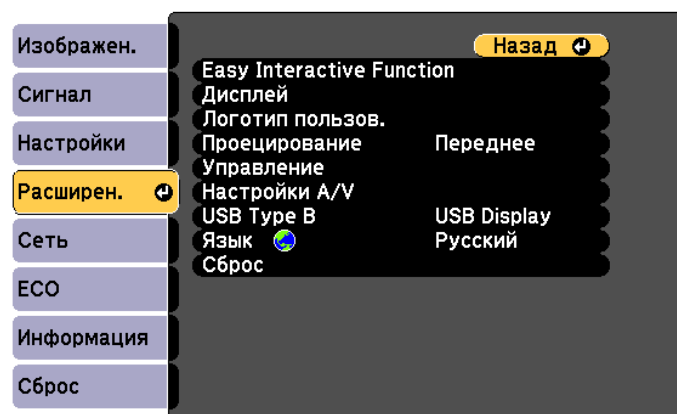 Изображен.
Сигнал
Настройки
Расширен.
Сеть
ECO
Информация
Сброс
Назад
Easy Interactive Function
Дисплей
Логотип пользов.
Проецирование Переднее
Управление
Настройки A/V
USB Type B USB Display
Язык Русский
Сброс